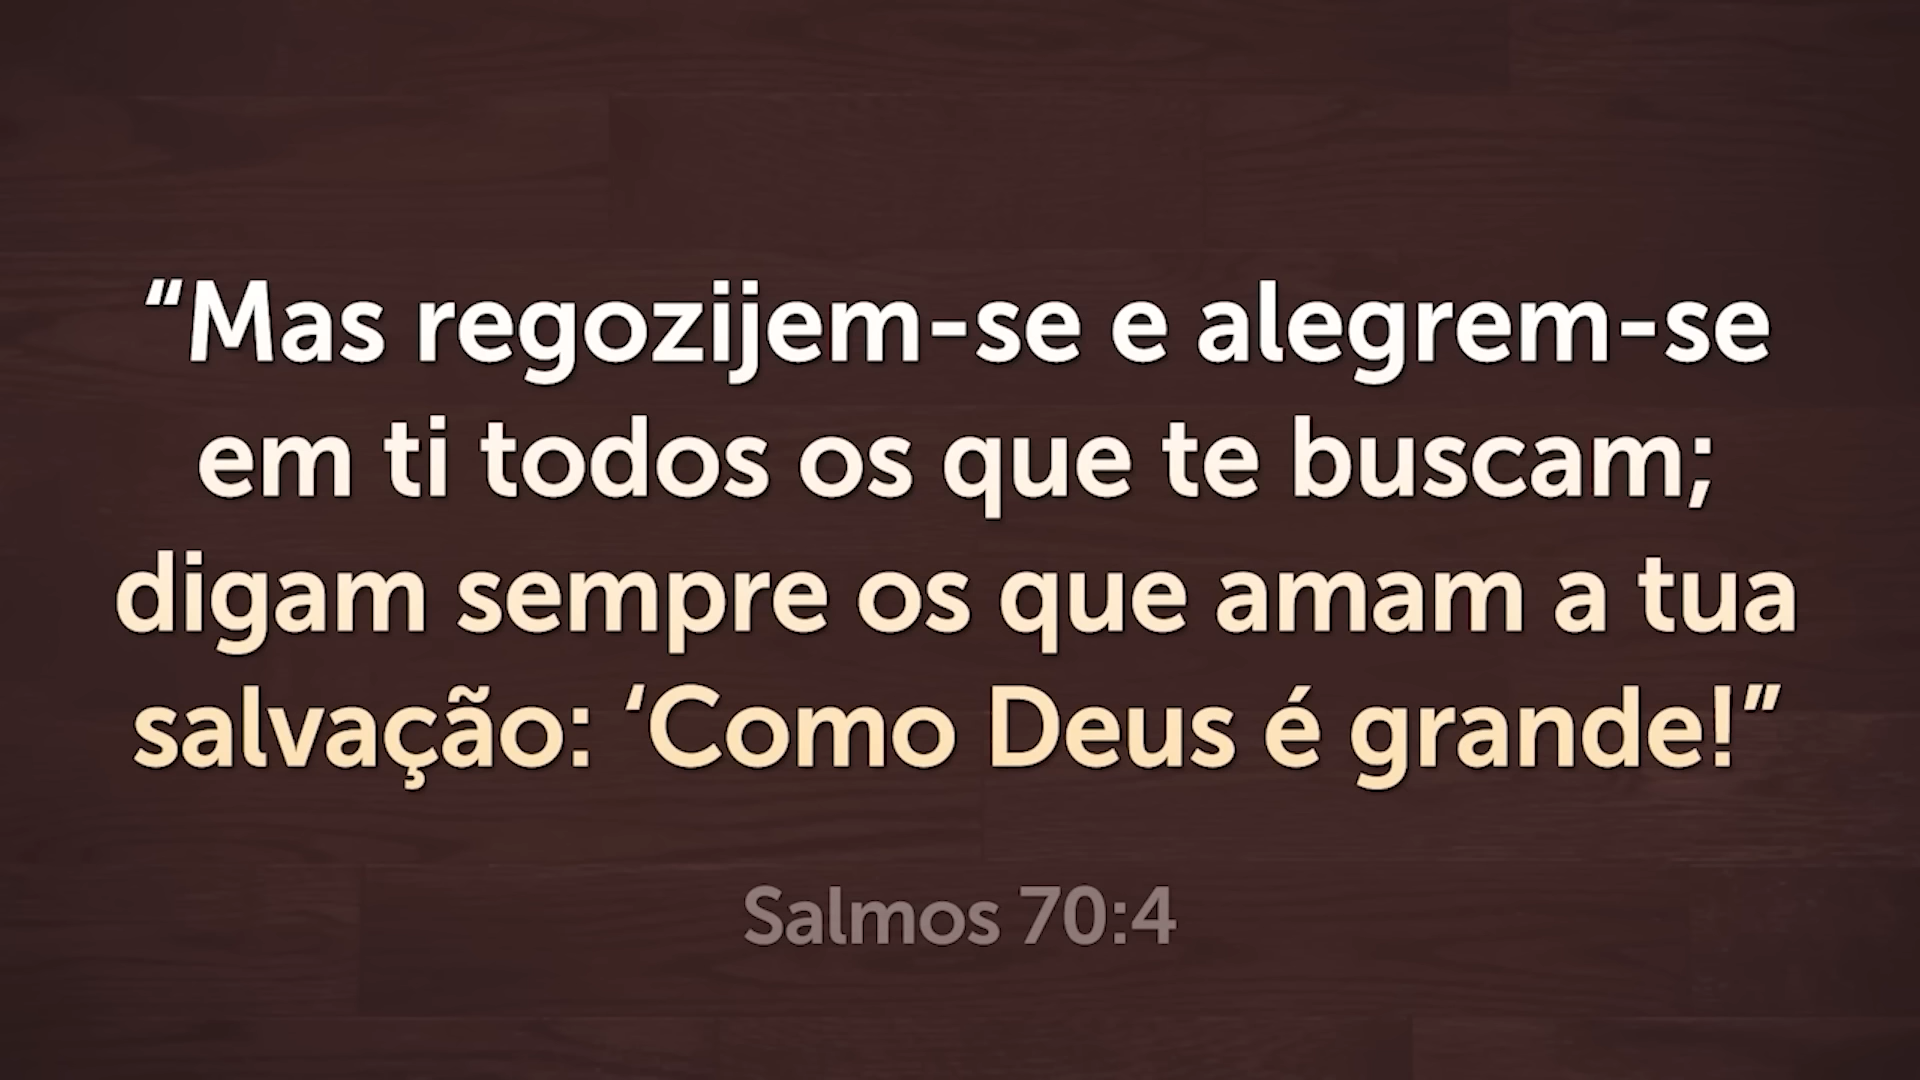 “Mas regozijem-se e alegrem-se
em ti todos os que te buscam;
digam sempre os que amam a tua
salvação: ‘Como Deus é grande!”
Salmos 70:4